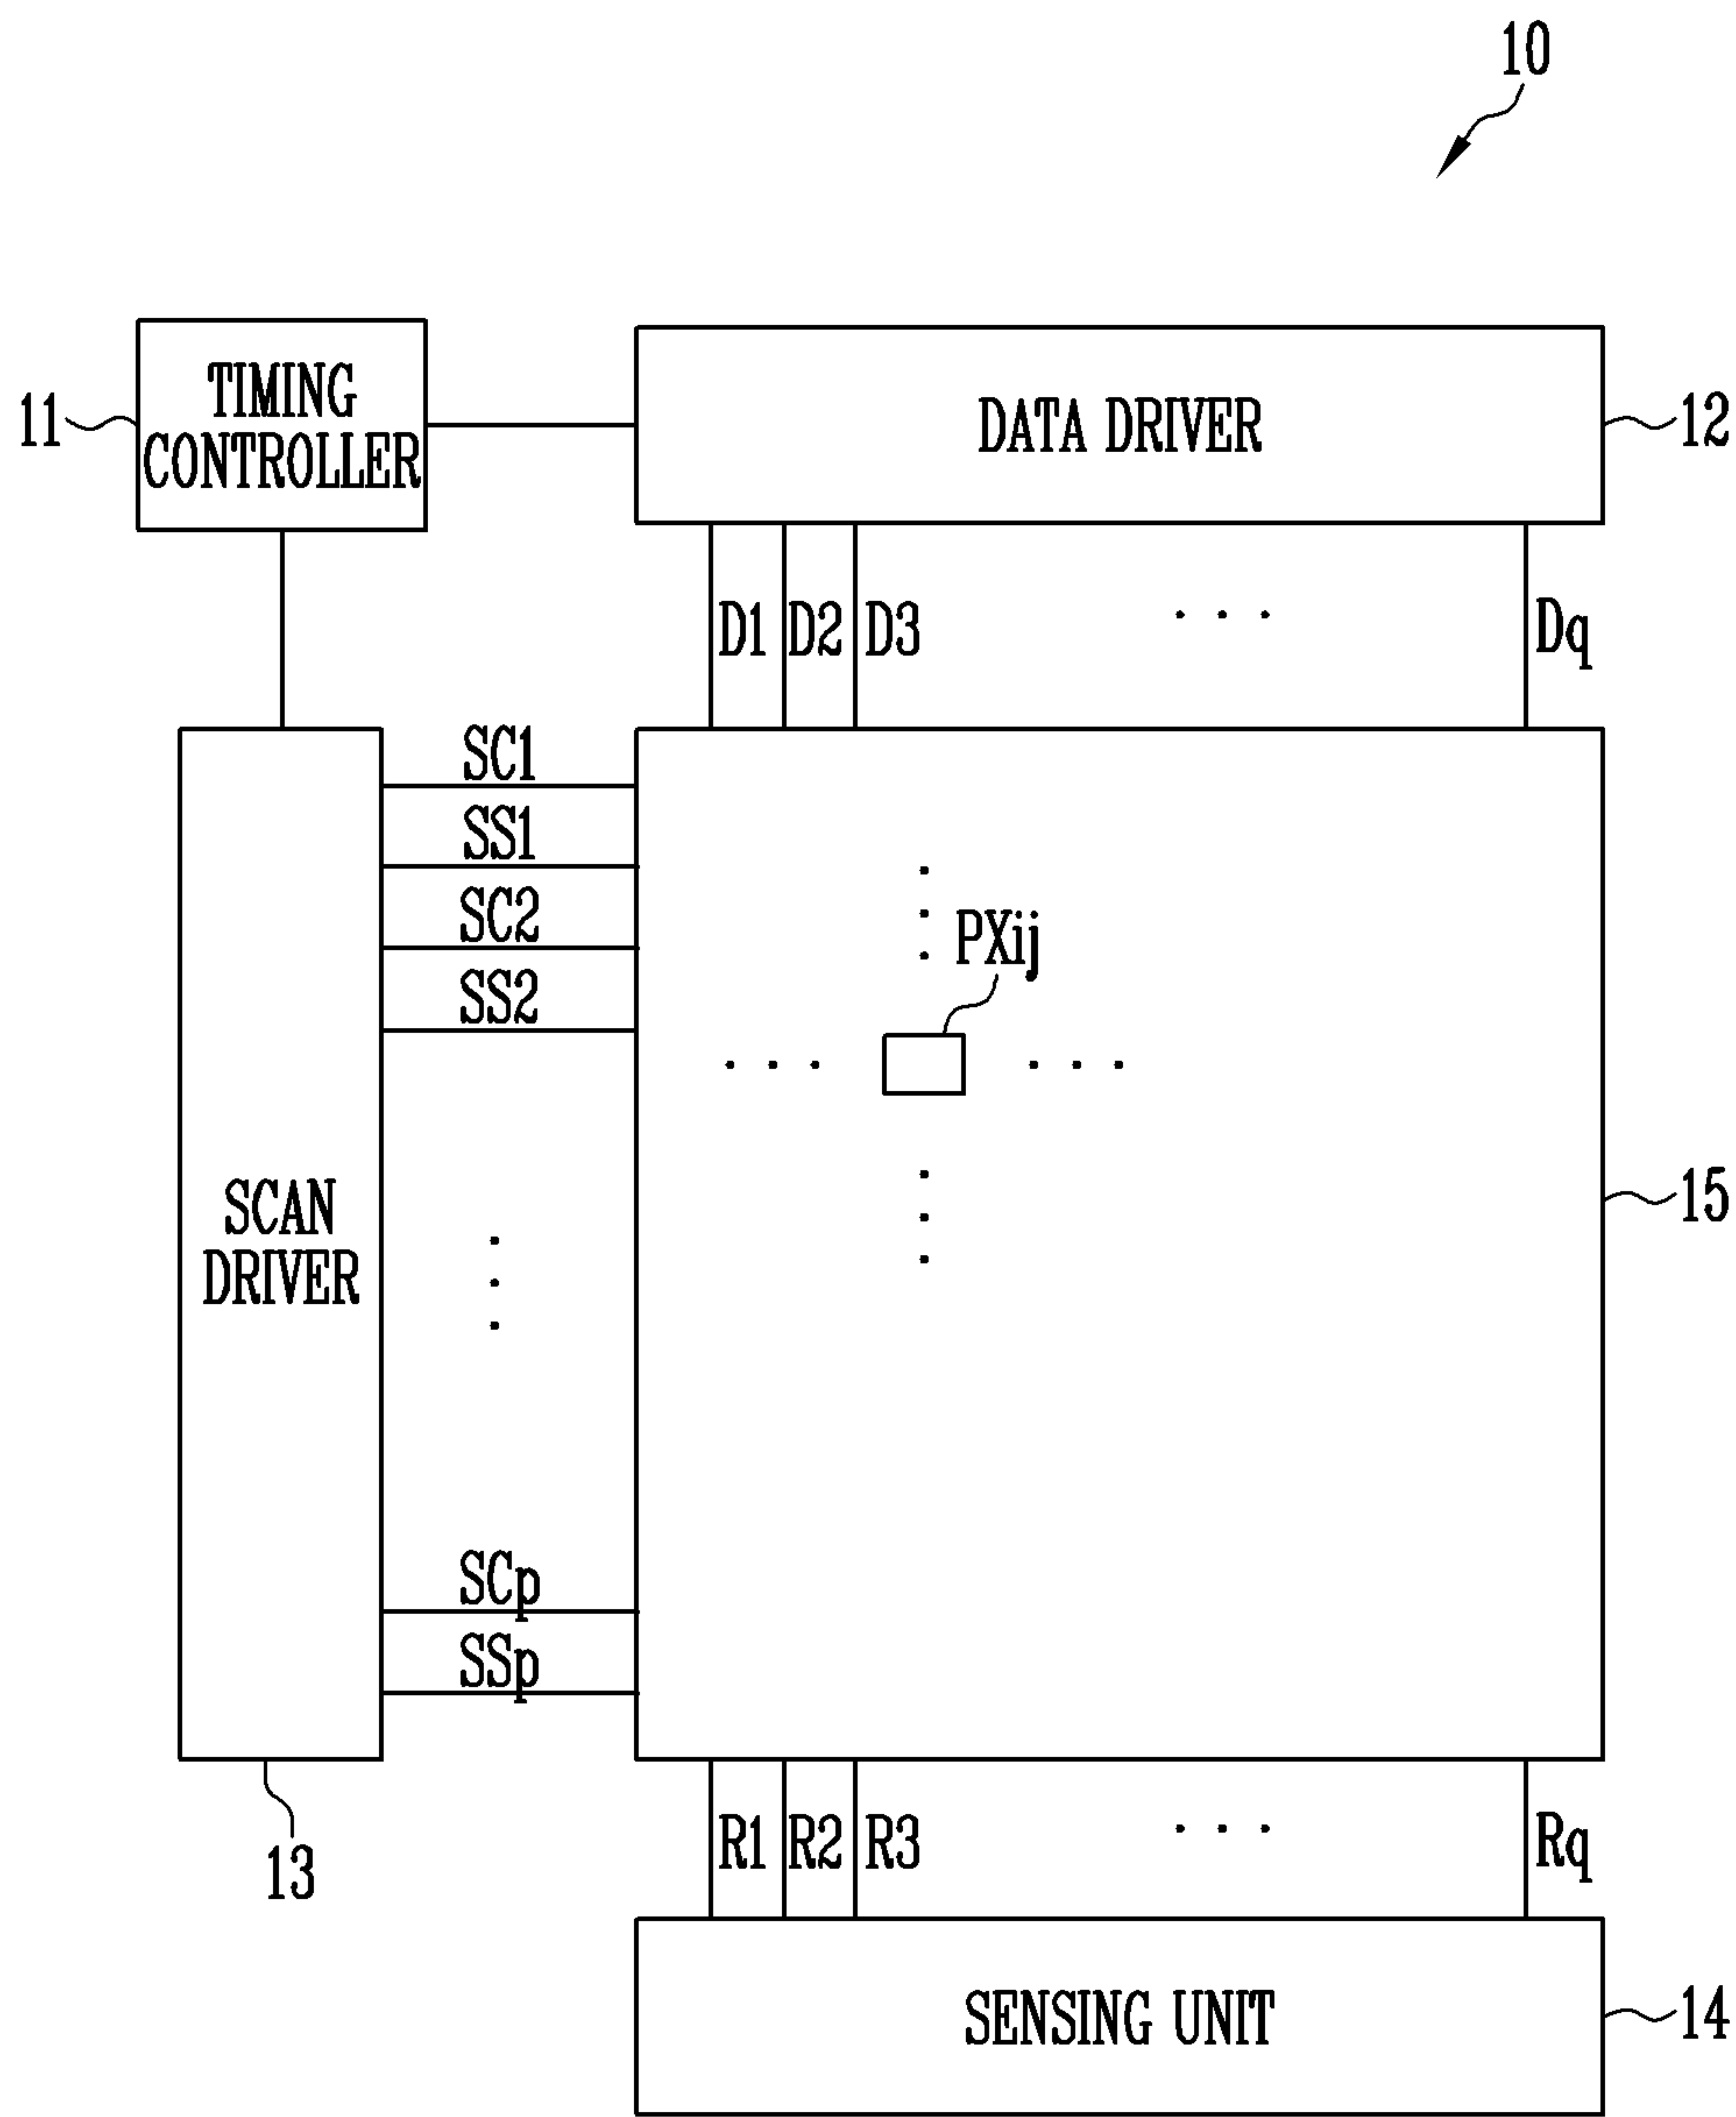 10
TIMING
CONTROLLER
11
DATA DRIVER
12
D1 D2 D3 . . . Dq
SC1
SS1
SC2
SS2
PXij
SCAN
DRIVER
15
SCp
SSp
13
R1 R2 R3 . . . Rq
SENSING UNIT
14